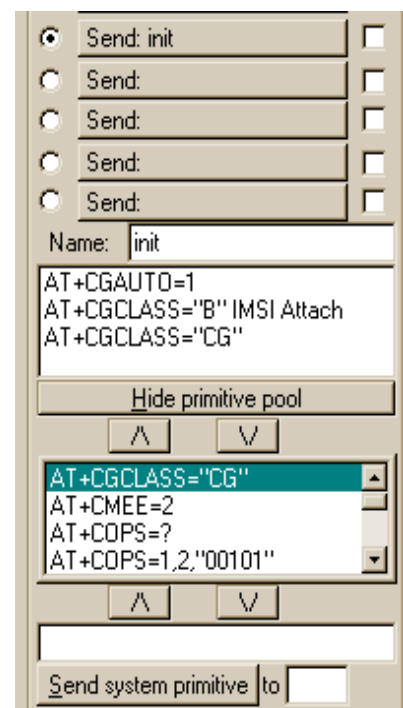 Send: init
Send:
Send:
Send:
Send:
Name: init
AT+CGAUTO=1
AT+CGCLASS="B" IMSI Attach
AT+CGCLASS="CG"
Hide primitive pool
/\ \/
AT+CGCLASS="CG"
AT+CMEE=2
AT+COPS=?
AT+COPS=1,2,"00101"
/\ \/
Send system primitive to